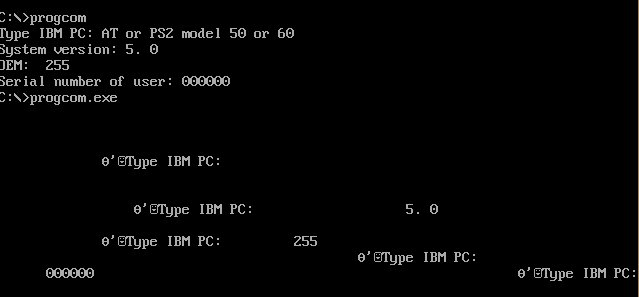 C:\>progcom
Type IBM PC: AT or PS2 model 50 or 60
System version: 5. 0
OEM:  255
Serial number of user: 000000
C:\>progcom.exe
θ'☺Type IBM PC:
θ'☺Type IBM PC: 5. 0
θ'☺Type IBM PC: 255
θ'☺Type IBM PC:
000000 θ'☺Type IBM PC: